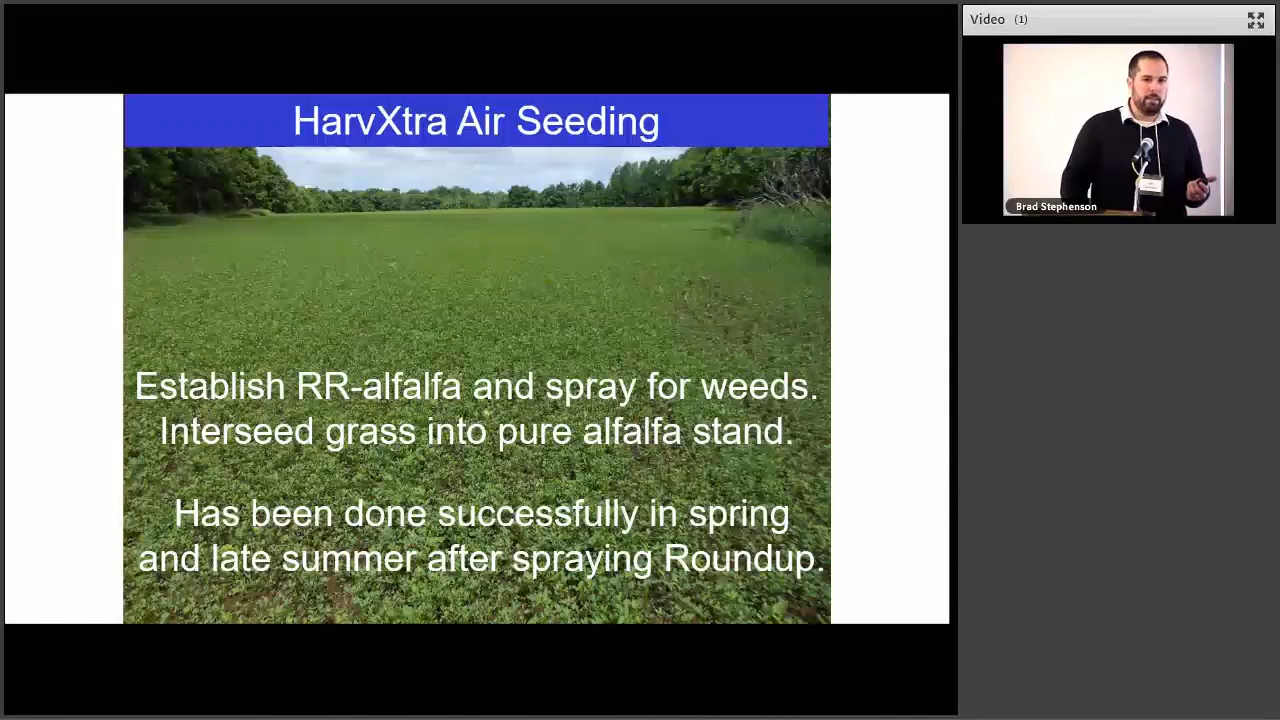 HarvXtra Air Seeding
Establish RR-alfalfa and spray for weeds.
Interseed grass into pure alfalfa stand.
Has been done successfully in spring
and late summer after spraying Roundup.
Video (1)
Brad Stephenson